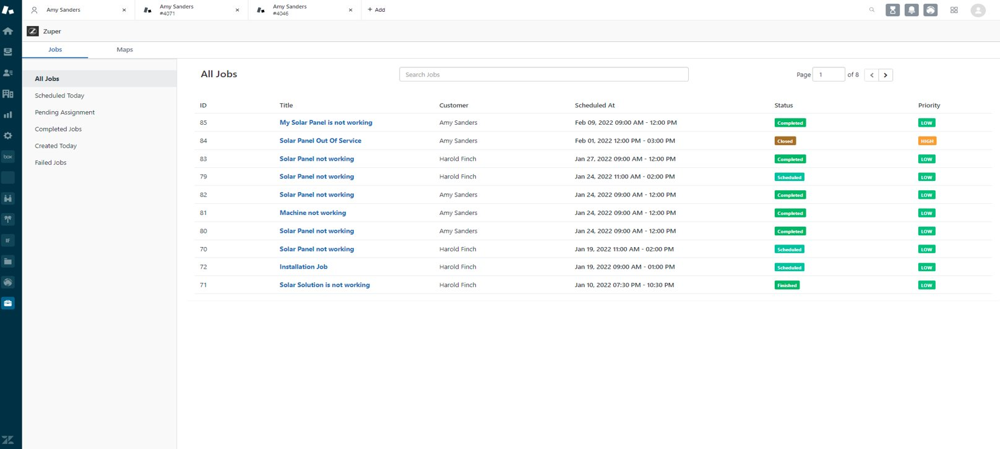 Amy Sanders
Amy Sanders
#4071
Amy Sanders
#4046
+ Add
Zuper
Jobs
Maps
All Jobs
Scheduled Today
Pending Assignment
Completed Jobs
Created Today
Failed Jobs
box
IF
All Jobs
Search Jobs
Page 1 of 8
ID Title Customer Scheduled At Status Priority
85 My Solar Panel is not working Amy Sanders Feb 09, 2022 09:00 AM - 12:00 PM Completed LOW
84 Solar Panel Out Of Service Amy Sanders Feb 01, 2022 12:00 PM - 03:00 PM Closed HIGH
83 Solar Panel not working Harold Finch Jan 27, 2022 09:00 AM - 12:00 PM Completed LOW
79 Solar Panel not working Harold Finch Jan 24, 2022 11:00 AM - 02:00 PM Scheduled LOW
82 Solar Panel not working Amy Sanders Jan 24, 2022 09:00 AM - 12:00 PM Completed LOW
81 Machine not working Amy Sanders Jan 24, 2022 09:00 AM - 12:00 PM Completed LOW
80 Solar Panel not working Amy Sanders Jan 24, 2022 09:00 AM - 12:00 PM Completed LOW
70 Solar Panel not working Harold Finch Jan 19, 2022 11:00 AM - 02:00 PM Scheduled LOW
72 Installation Job Harold Finch Jan 19, 2022 09:00 AM - 01:00 PM Scheduled LOW
71 Solar Solution is not working Harold Finch Jan 10, 2022 07:30 PM - 10:30 PM Finished LOW